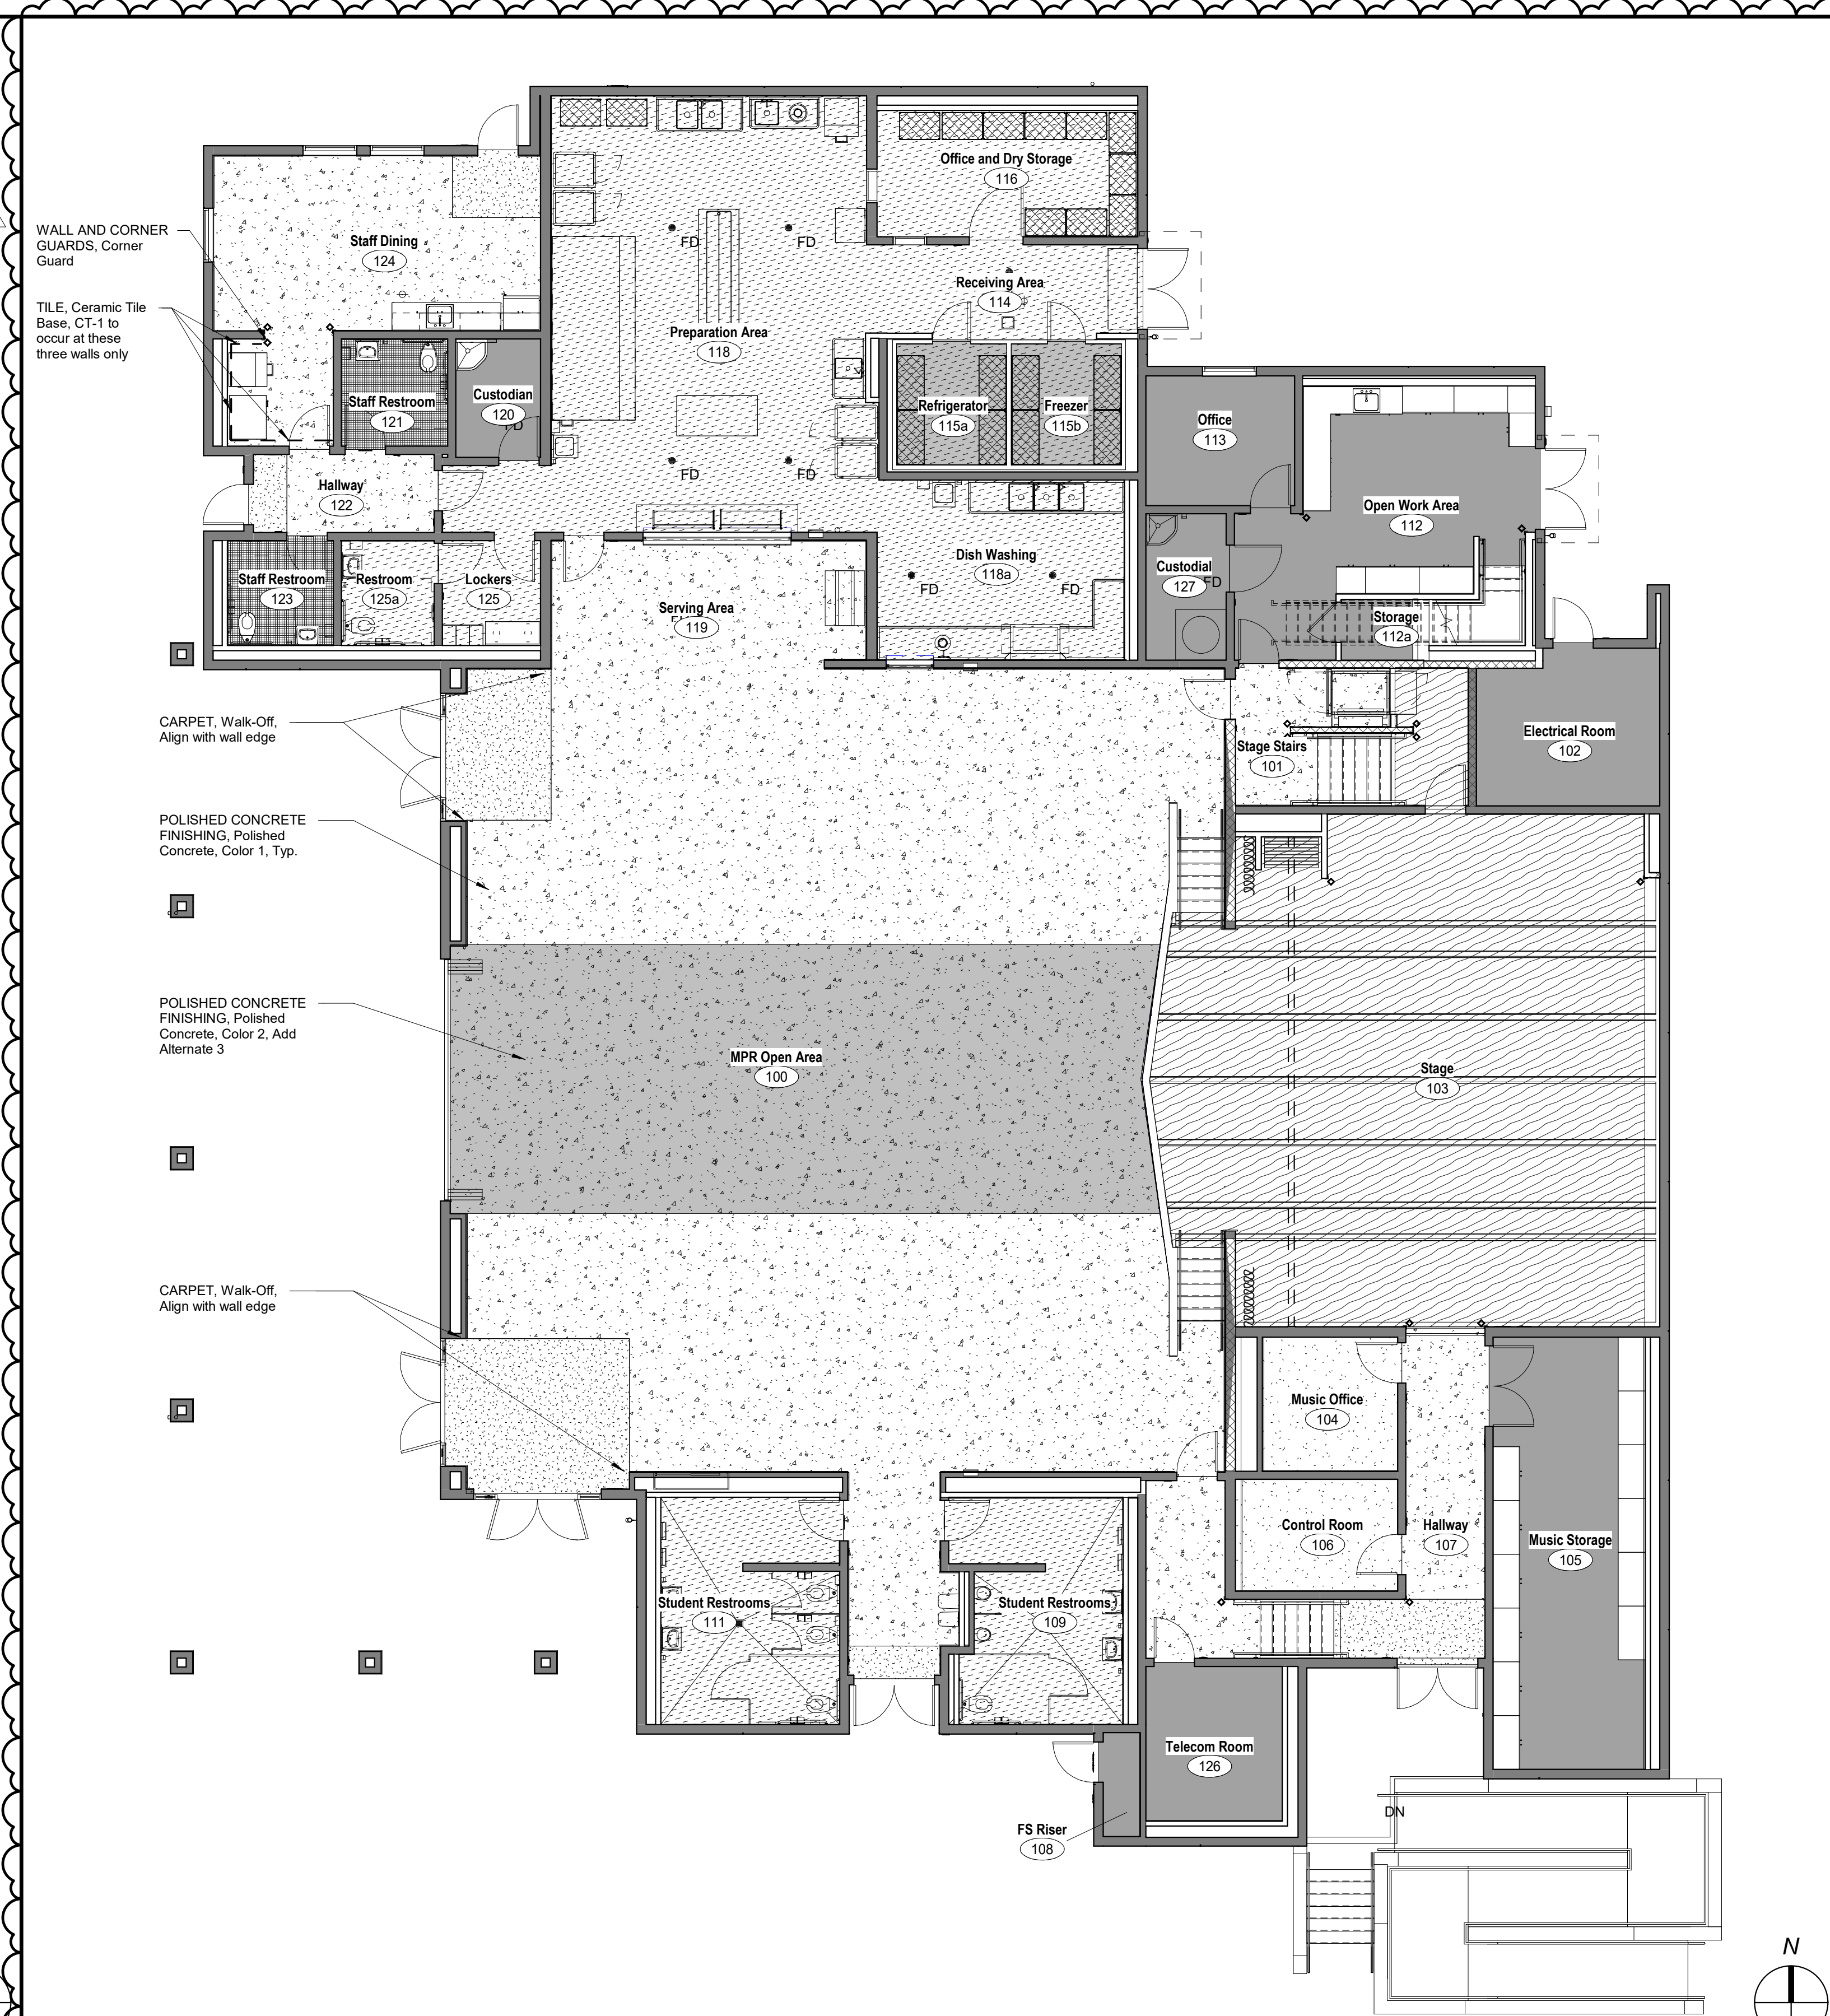 Office and Dry Storage
116
WALL AND CORNER
GUARDS, Corner
Guard
Staff Dining
124
FD
FD
Receiving Area
114
TILE, Ceramic Tile
Base, CT-1 to
occur at these
three walls only
Preparation Area
118
Custodian
120
FD
Staff Restroom
121
Refrigerator
115a
Freezer
115b
Office
113
FD
FD
Hallway
122
Open Work Area
112
Dish Washing
118a
Staff Restroom
123
Restroom
125a
Lockers
125
FD
FD
Custodial
127
FD
Serving Area
119
Storage
112a
CARPET, Walk-Off,
Align with wall edge
Stage Stairs
101
Electrical Room
102
POLISHED CONCRETE
FINISHING, Polished
Concrete, Color 1, Typ.
POLISHED CONCRETE
FINISHING, Polished
Concrete, Color 2, Add
Alternate 3
MPR Open Area
100
Stage
103
CARPET, Walk-Off,
Align with wall edge
Music Office
104
Control Room
106
Hallway
107
Music Storage
105
Student Restrooms
111
Student Restrooms
109
Telecom Room
126
FS Riser
108
DN
N